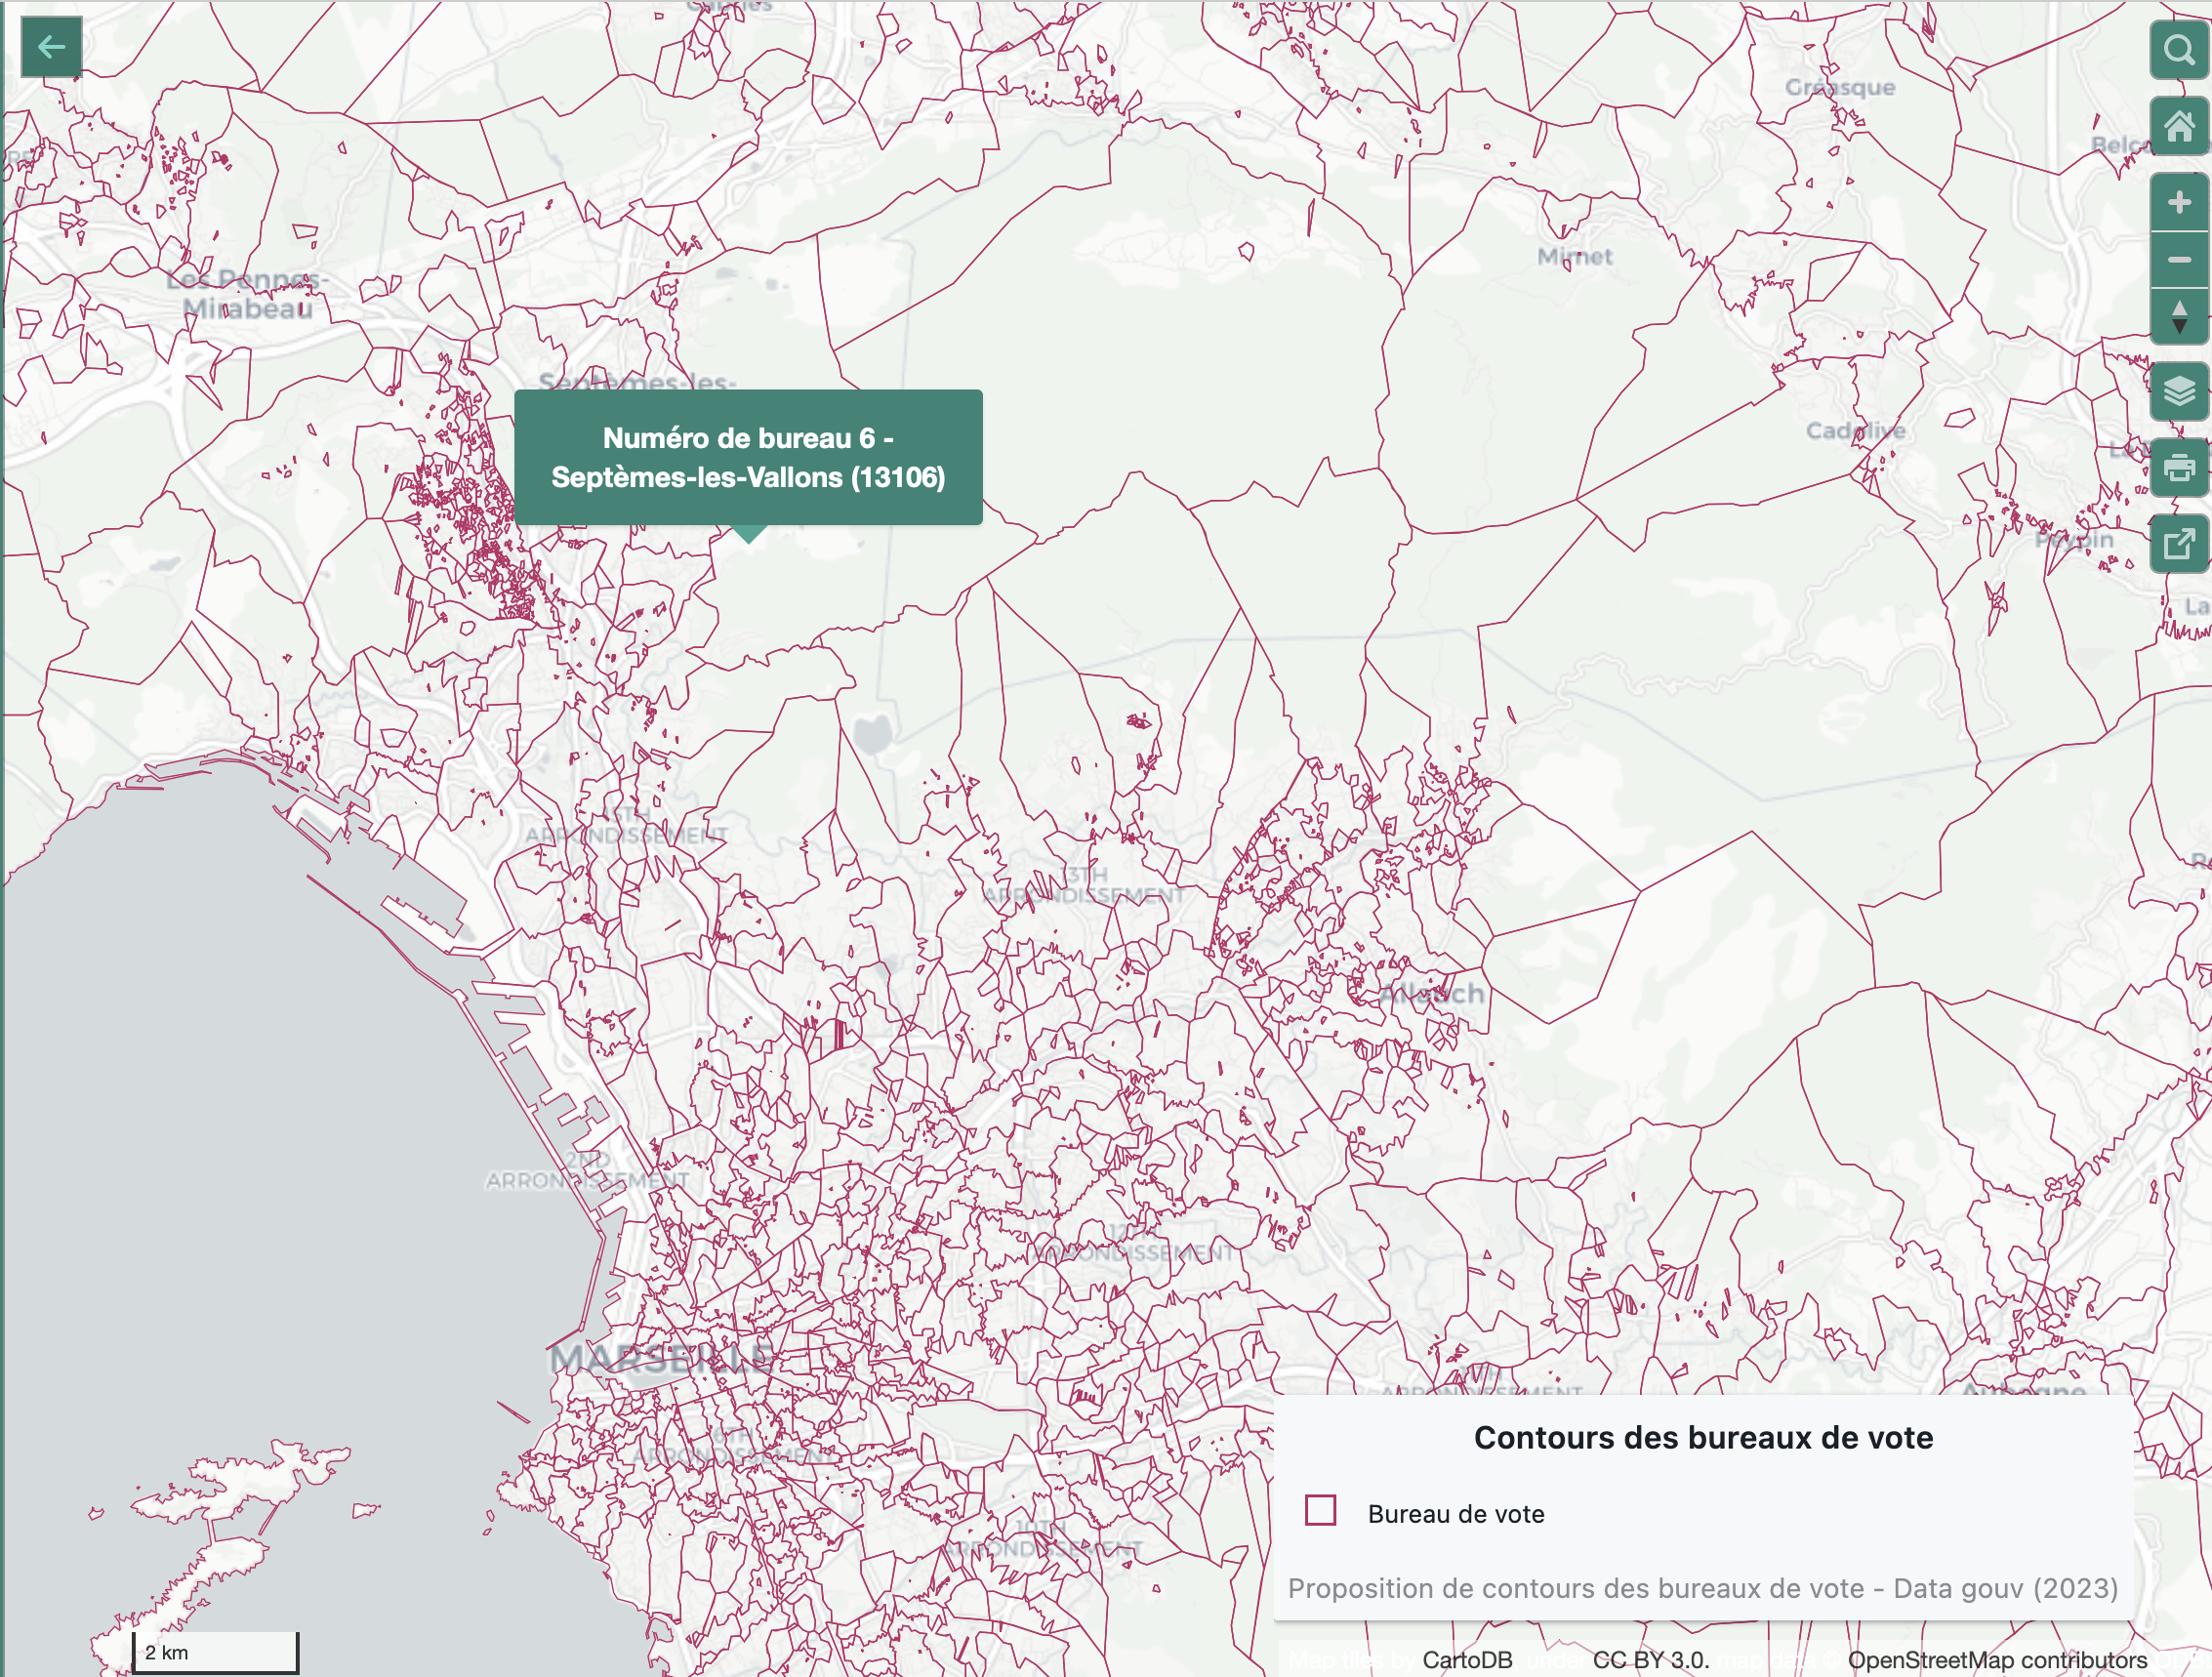 Cabriès
Gréasque
Les Pennes-
Mirabeau
Mimet
Septèmes-les-
Numéro de bureau 6 -
Septèmes-les-Vallons (13106)
Cadolive
Peypin
La
15TH
ARRONDISSEMENT
13TH
ARRONDISSEMENT
Allauch
2ND
ARRONDISSEMENT
12TH
ARRONDISSEMENT
MARSEILLE
ARRONDISSEMENT
Aubagne
6TH
ARRONDISSEMENT
10TH
ARRONDISSEMENT
Contours des bureaux de vote
Bureau de vote
Proposition de contours des bureaux de vote - Data gouv (2023)
2 km
Map tiles by CartoDB, under CC BY 3.0. map data © OpenStreetMap contributors